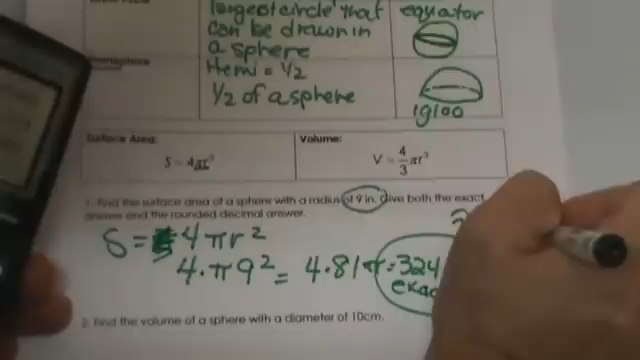 largest circle that
can be drawn in
a sphere
equator
Hemi = 1/2
1/2 of a sphere
igloo
Surface Area:
S = 4πr²
Volume:
V = 4/3 πr³
1. Find the surface area of a sphere with a radius of 9 in. Give both the exact
answer and the rounded decimal answer.
S = 4πr²
4·π9² = 4·81π = 324
exac
2. Find the volume of a sphere with a diameter of 10cm.